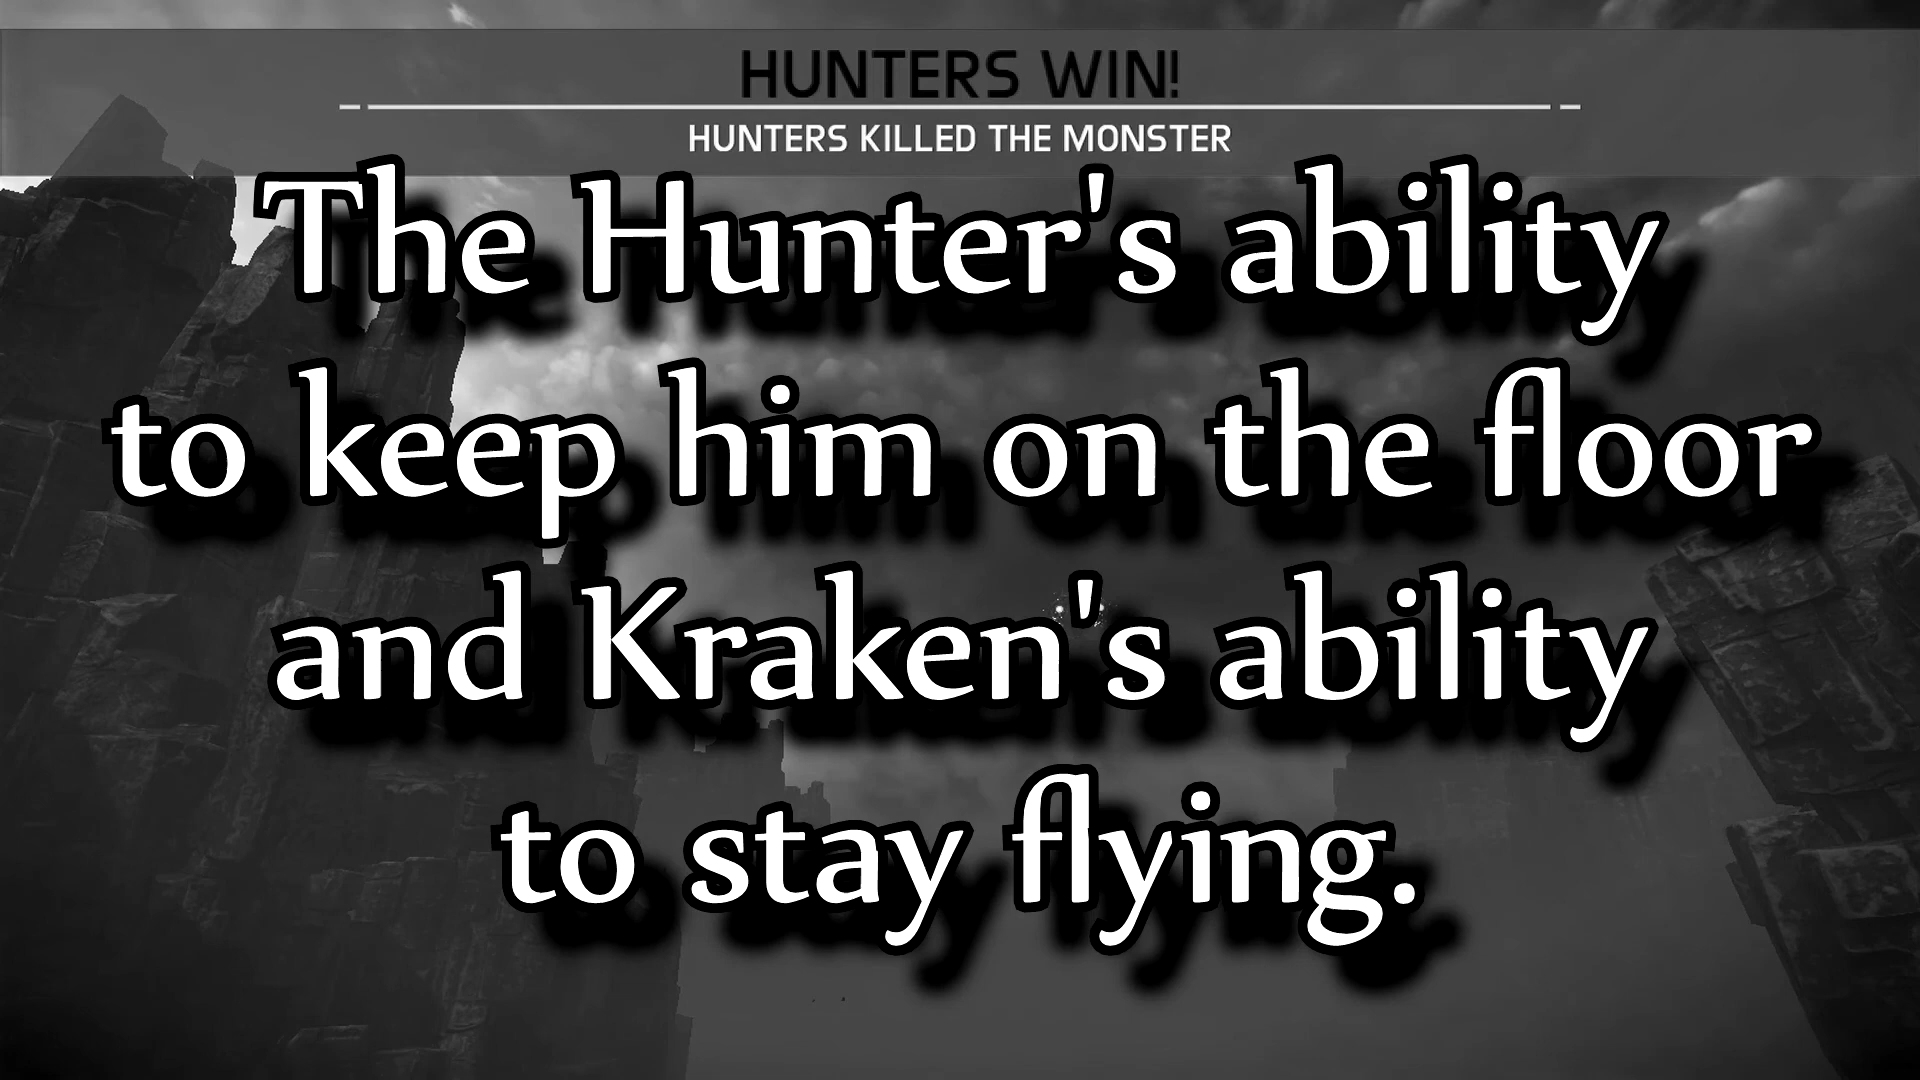 HUNTERS WIN!
HUNTERS KILLED THE MONSTER
The Hunter's ability
to keep him on the floor
and Kraken's ability
to stay flying.